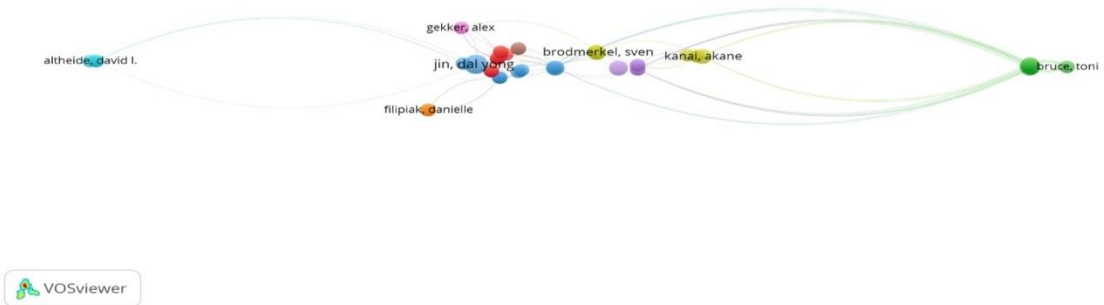 gekker, alex
altheide, david l.
jin, dal yong
brodmerkel, sven
kanai, akane
bruce, toni
filipiak, danielle
VOSviewer